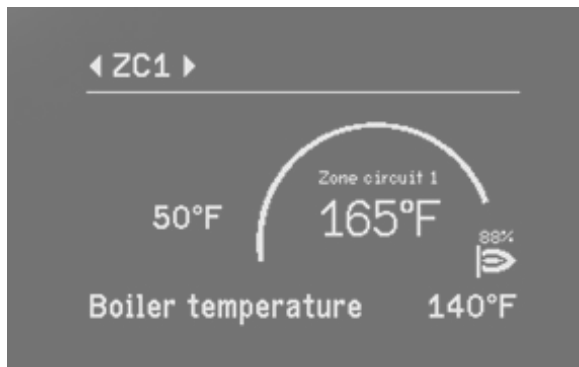 ZC1
Zone circuit 1
50°F
165°F
88%
Boiler temperature 140°F